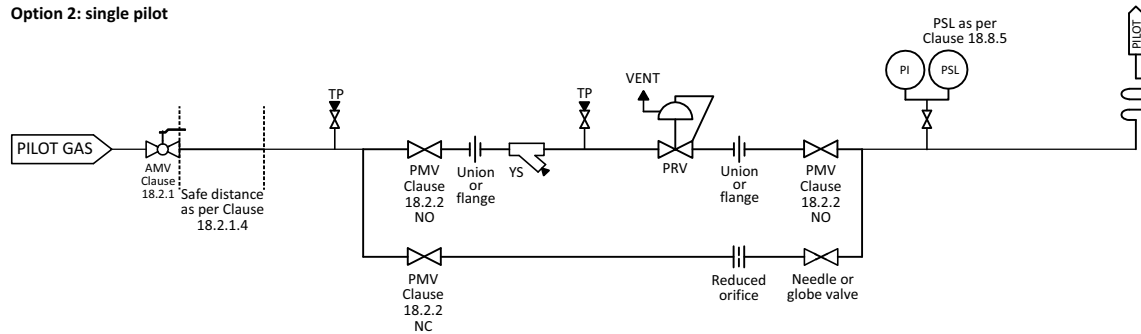 Option 2: single pilot
PSL as per
Clause 18.8.5
PILOT
PI
PSL
VENT
TP
TP
PILOT GAS
AMV
Clause
18.2.1
Safe distance
as per Clause
18.2.1.4
PMV
Clause
18.2.2
NO
Union
or
flange
YS
PRV
Union
or
flange
PMV
Clause
18.2.2
NO
PMV
Clause
18.2.2
NC
Reduced
orifice
Needle or
globe valve